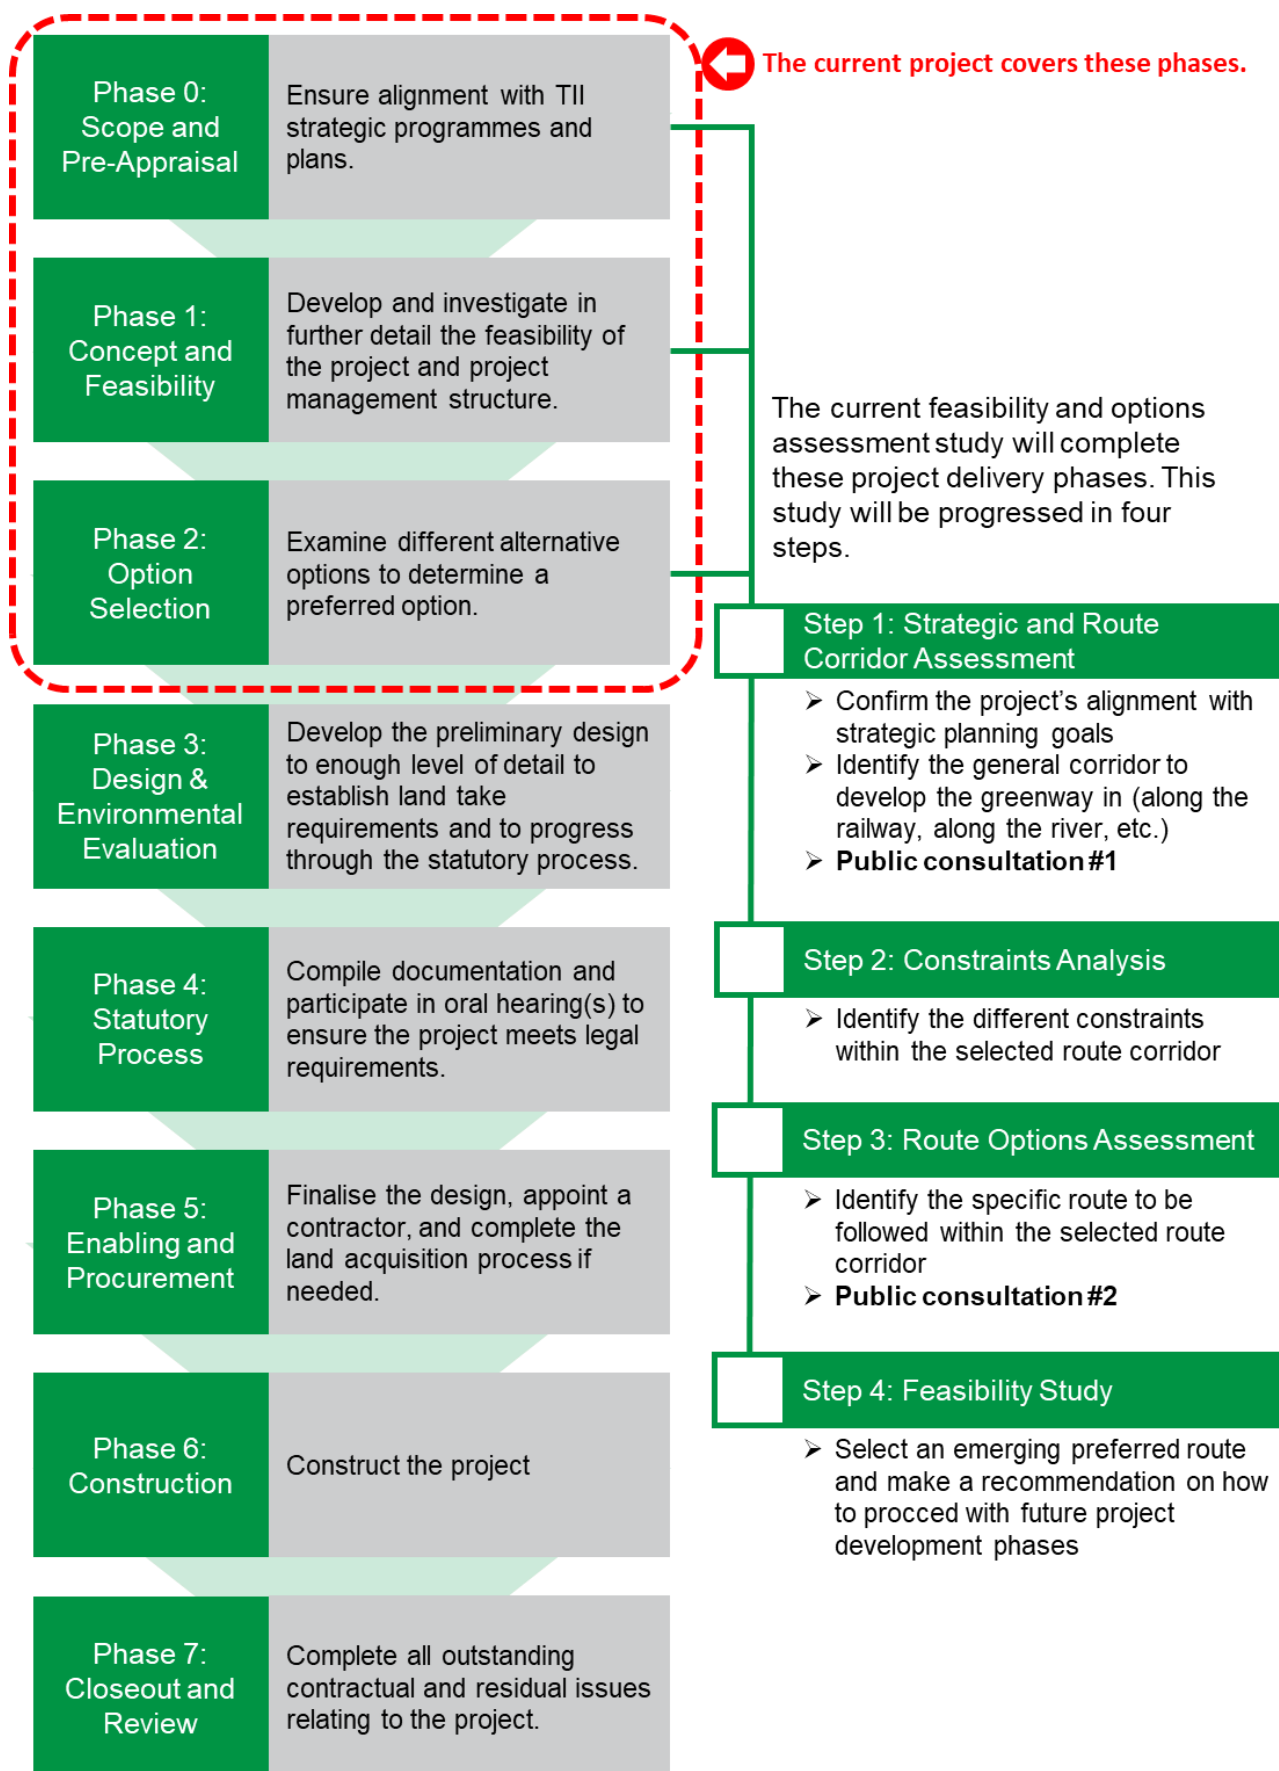 The current project covers these phases.
Phase 0:
Scope and
Pre-Appraisal
Ensure alignment with TII
strategic programmes and
plans.
Phase 1:
Concept and
Feasibility
Develop and investigate in
further detail the feasibility of
the project and project
management structure.
Phase 2:
Option
Selection
Examine different alternative
options to determine a
preferred option.
Phase 3:
Design &
Environmental
Evaluation
Develop the preliminary design
to enough level of detail to
establish land take
requirements and to progress
through the statutory process.
Phase 4:
Statutory
Process
Compile documentation and
participate in oral hearing(s) to
ensure the project meets legal
requirements.
Phase 5:
Enabling and
Procurement
Finalise the design, appoint a
contractor, and complete the
land acquisition process if
needed.
Phase 6:
Construction
Construct the project
Phase 7:
Closeout and
Review
Complete all outstanding
contractual and residual issues
relating to the project.
The current feasibility and options
assessment study will complete
these project delivery phases. This
study will be progressed in four
steps.
Step 1: Strategic and Route
Corridor Assessment
➢ Confirm the project's alignment with
strategic planning goals
➢ Identify the general corridor to
develop the greenway in (along the
railway, along the river, etc.)
➢ Public consultation #1
Step 2: Constraints Analysis
➢ Identify the different constraints
within the selected route corridor
Step 3: Route Options Assessment
➢ Identify the specific route to be
followed within the selected route
corridor
➢ Public consultation #2
Step 4: Feasibility Study
➢ Select an emerging preferred route
and make a recommendation on how
to procced with future project
development phases